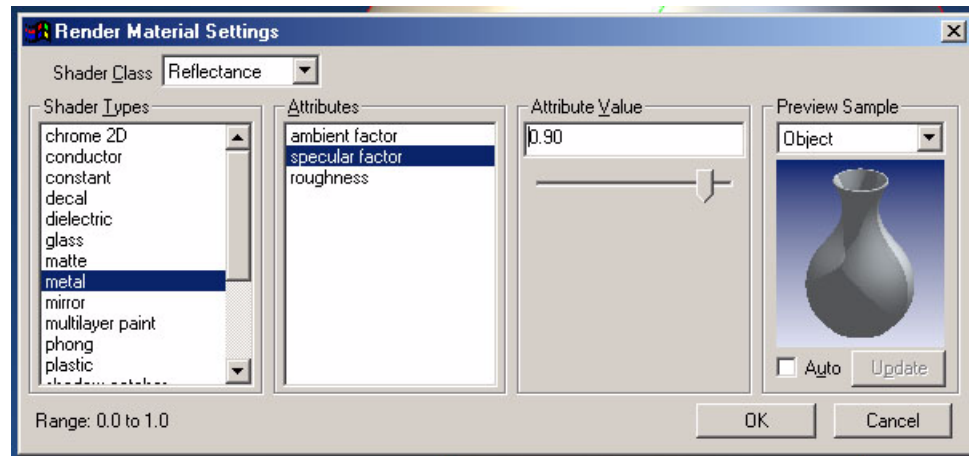 Render Material Settings
Shader Class Reflectance
Shader Types
chrome 2D
conductor
constant
decal
dielectric
glass
matte
metal
mirror
multilayer paint
phong
plastic
Attributes
ambient factor
specular factor
roughness
Attribute Value
0.90
Preview Sample
Object
Auto Update
Range: 0.0 to 1.0
OK Cancel